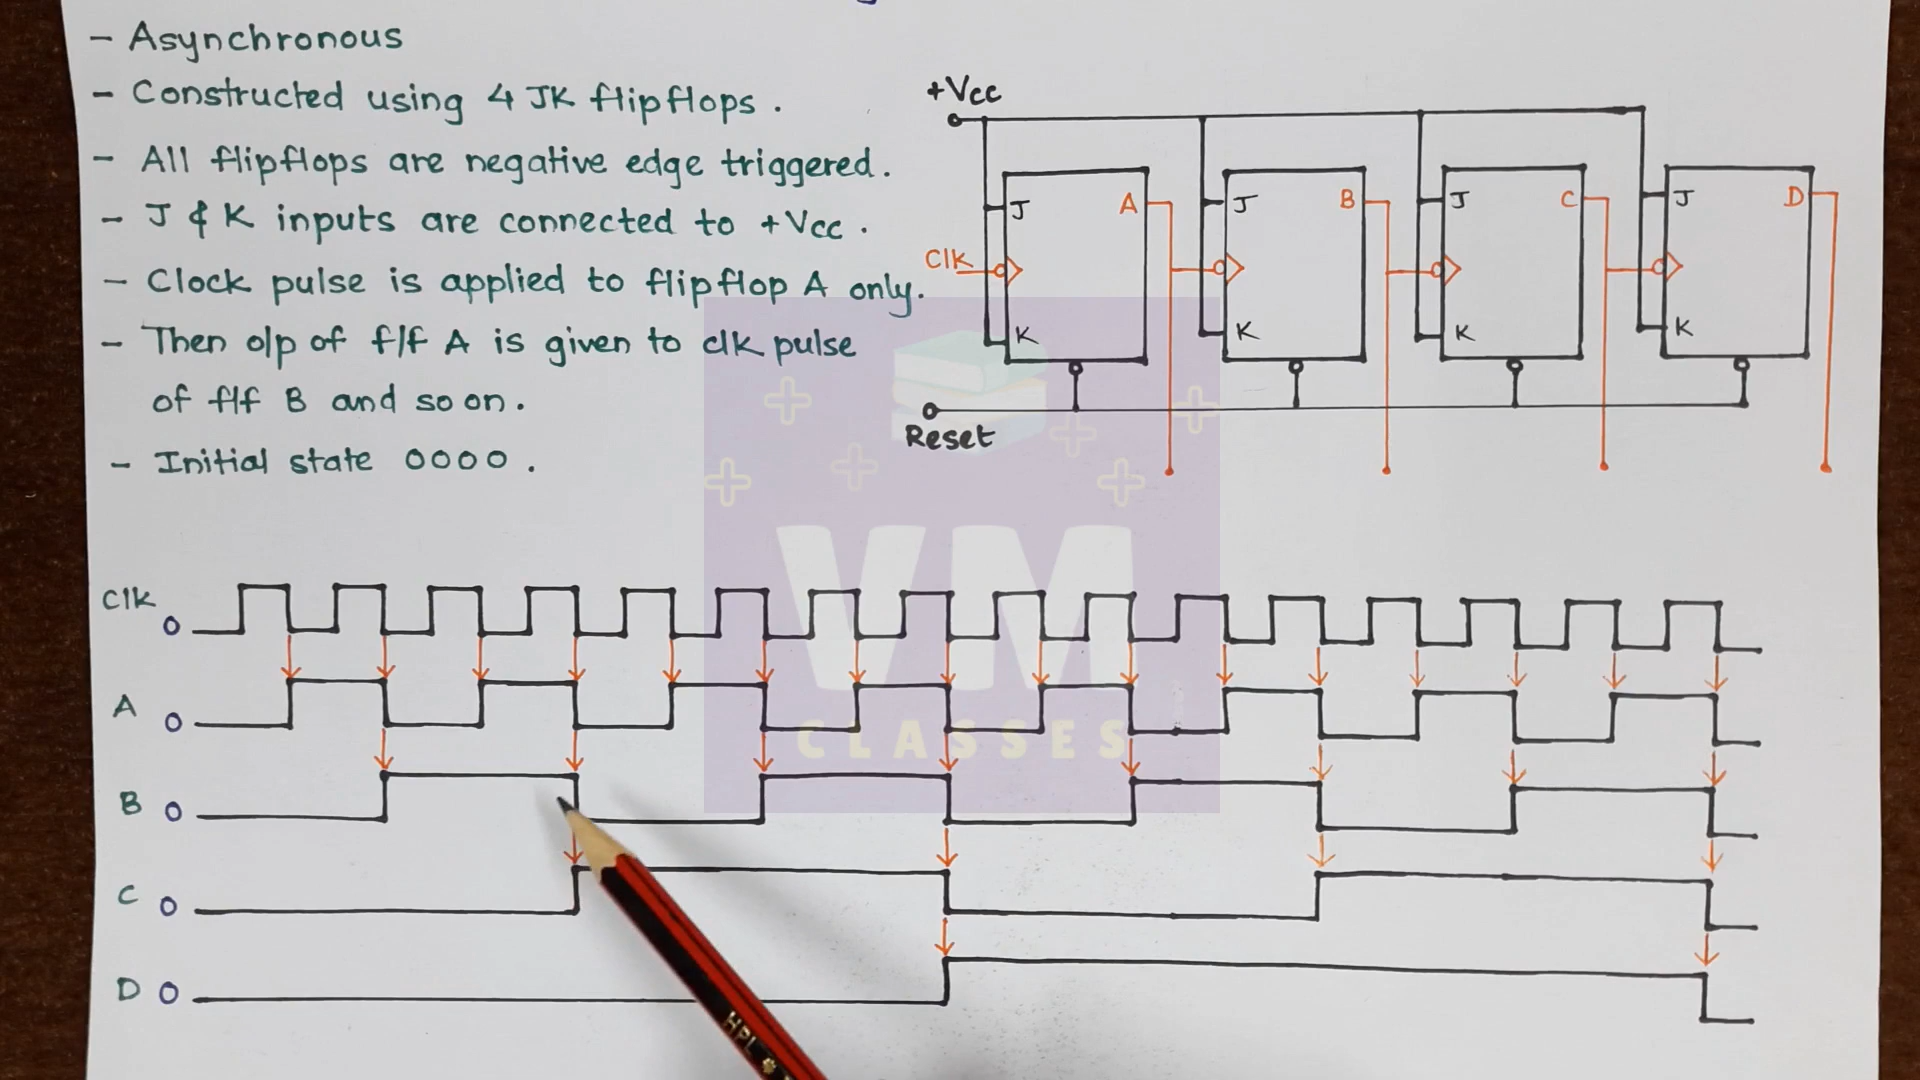 - Asynchronous
- Constructed using 4 JK flipflops.
- All flipflops are negative edge triggered.
- J & K inputs are connected to +Vcc.
- Clock pulse is applied to flipflop A only.
- Then o/p of f/f A is given to clk pulse
of f/f B and so on.
- Initial state 0000.
+Vcc
J A J B J C J D
Clk
K K K K
Reset
VM
CLASSES
Clk 0
A 0
B 0
C 0
D 0
HPL